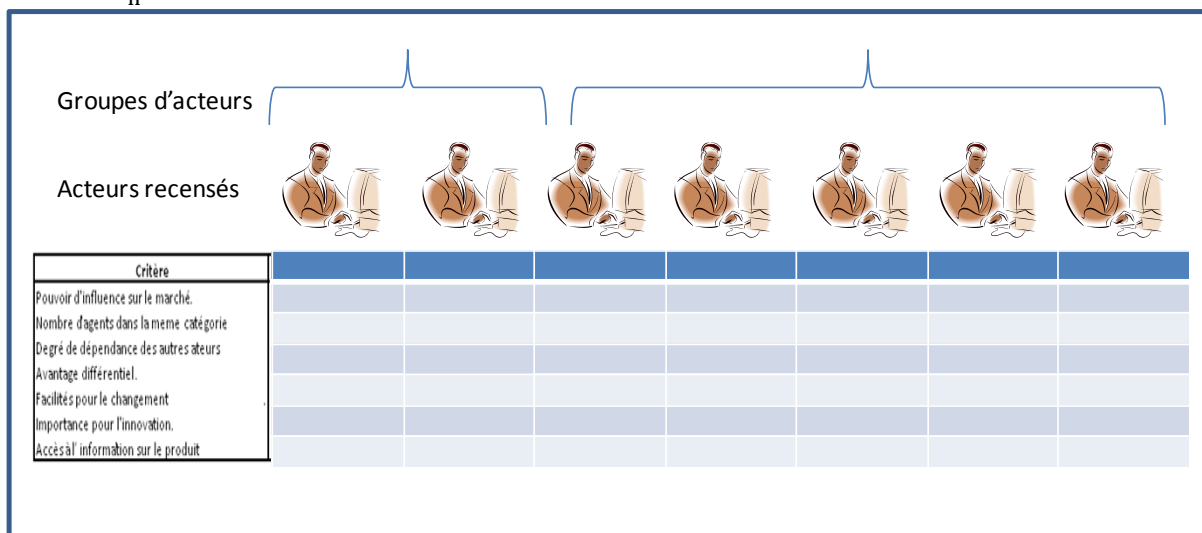 Groupes d'acteurs
Acteurs recensés
Critère
Pouvoir d'influence sur le marché.
Nombre d'agents dans la meme catégorie
Degré de dépendance des autres ateurs
Avantage différentiel.
Facilités pour le changement .
Importance pour l'innovation.
Accès à l' information sur le produit